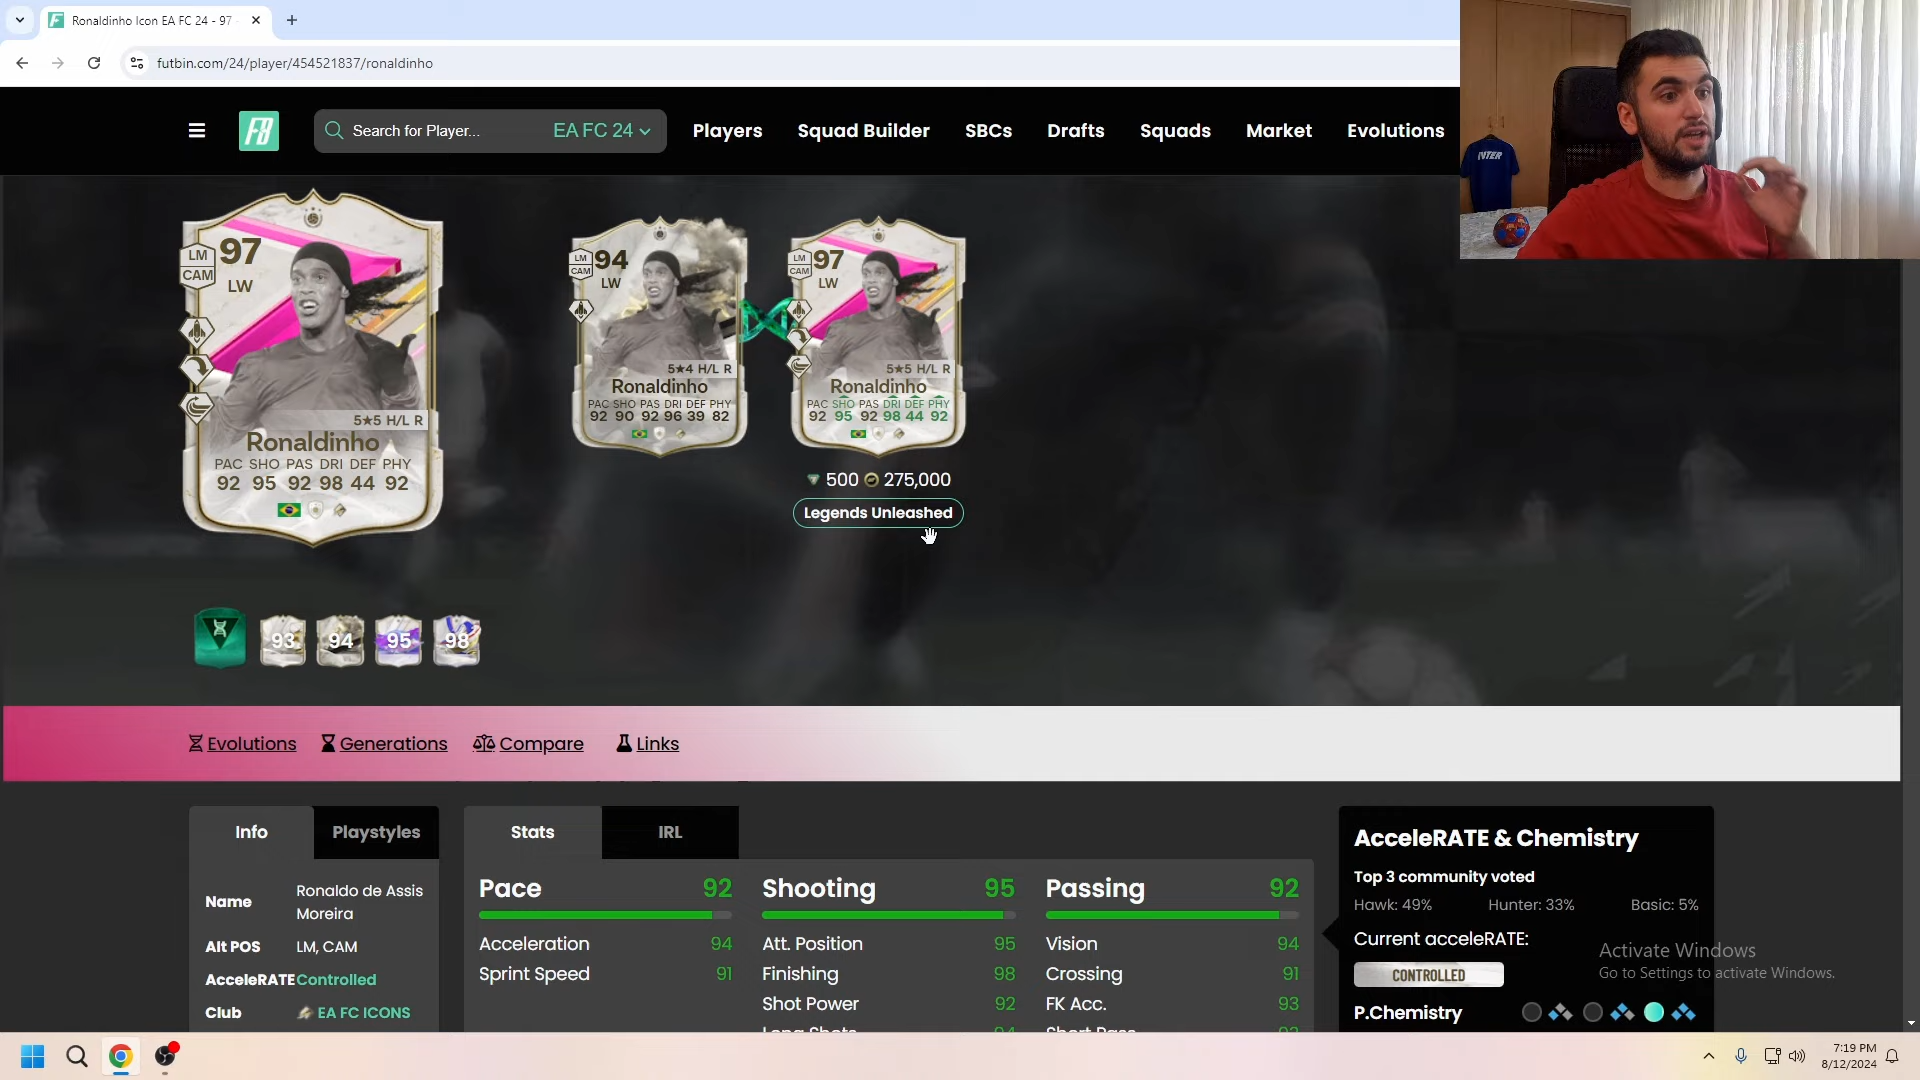 Ronaldinho Icon EA FC 24 - 97
futbin.com/24/player/454521837/ronaldinho
Search for Player...
EA FC 24
Players
Squad Builder
SBCs
Drafts
Squads
Market
Evolutions
INTER
97
LM
CAM
LW
5★5 H/L R
Ronaldinho
PAC SHO PAS DRI DEF PHY
92 95 92 98 44 92
94
LM
CAM
LW
5★4 H/L R
Ronaldinho
PAC SHO PAS DRI DEF PHY
92 90 92 96 39 82
97
LM
CAM
LW
5★5 H/L R
Ronaldinho
PAC SHO PAS DRI DEF PHY
92 95 92 98 44 92
500 275,000
Legends Unleashed
93
94
95
98
Evolutions
Generations
Compare
Links
Info
Playstyles
Name
Ronaldo de Assis
Moreira
Alt POS LM, CAM
AcceleRATE Controlled
Club EA FC ICONS
Stats
IRL
Pace 92
Acceleration 94
Sprint Speed 91
Shooting 95
Att. Position 95
Finishing 98
Shot Power 92
Long Shots 94
Passing 92
Vision 94
Crossing 91
FK Acc. 93
AcceleRATE & Chemistry
Top 3 community voted
Hawk: 49% Hunter: 33% Basic: 5%
Current acceleRATE:
CONTROLLED
P.Chemistry
Activate Windows
Go to Settings to activate Windows.
7:19 PM
8/12/2024